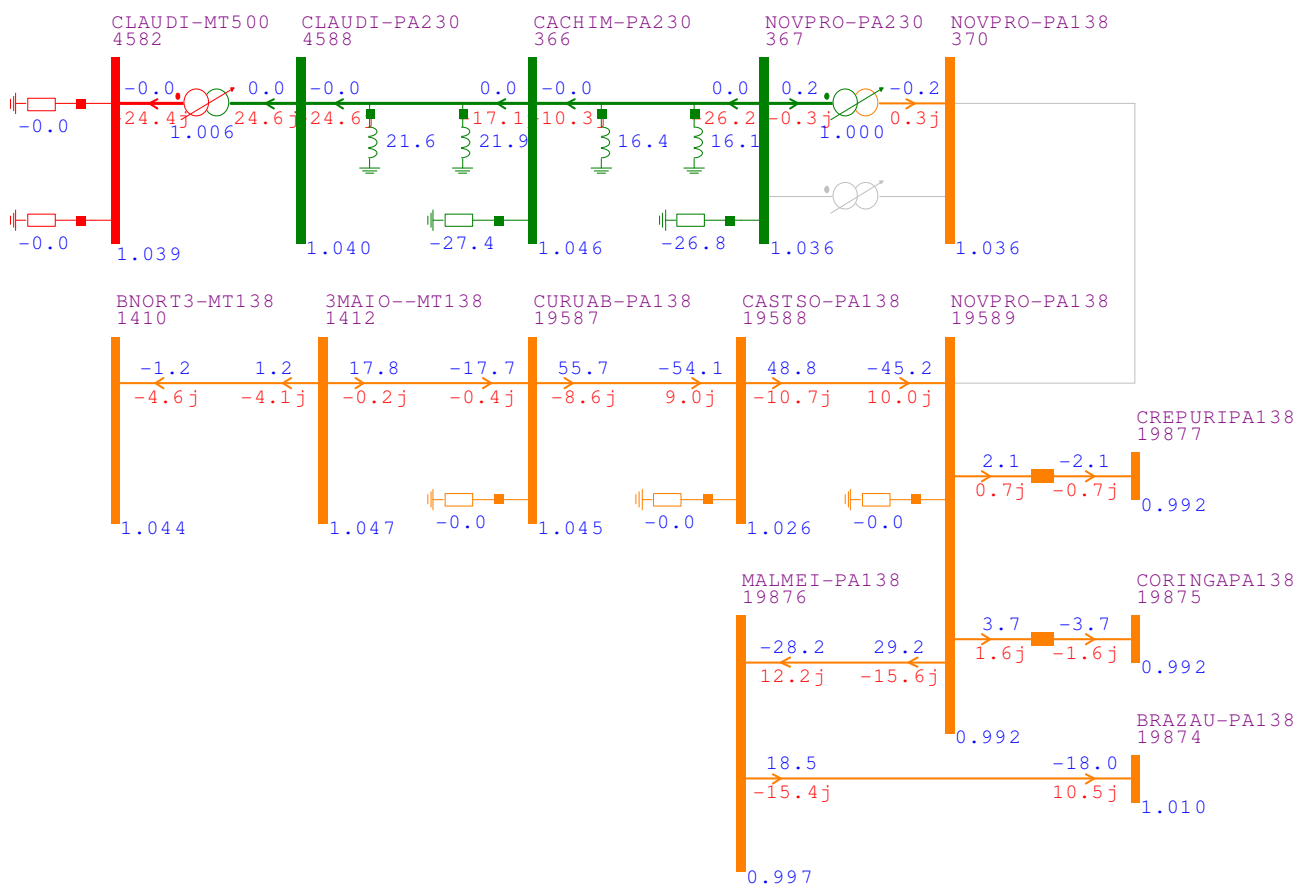 CLAUDI-MT500 CLAUDI-PA230 CACHIM-PA230 NOVPRO-PA230 NOVPRO-PA138
4582 4588 366 367 370
-0.0 0.0 -0.0 0.0 -0.0 0.0 0.2 -0.2
-24.4j 24.6j -24.6j 17.1 -10.3 26.2 -0.3j 0.3j
-0.0 1.006 1.000
21.6 21.9 16.4 16.1
-0.0 -27.4 -26.8
1.039 1.040 1.046 1.036 1.036
BNORT3-MT138 3MAIO--MT138 CURUAB-PA138 CASTSO-PA138 NOVPRO-PA138
1410 1412 19587 19588 19589
-1.2 1.2 17.8 -17.7 55.7 -54.1 48.8 -45.2
-4.6j -4.1j -0.2j -0.4j -8.6j 9.0j -10.7j 10.0j
CREPURIPA138
19877
2.1 -2.1
0.7j -0.7j
0.992
-0.0 -0.0 -0.0
1.044 1.047 1.045 1.026
MALMEI-PA138 CORINGAPA138
19876 19875
3.7 -3.7
1.6j -1.6j
-28.2 29.2
12.2j -15.6j
0.992
BRAZAU-PA138
19874
0.992
18.5 -18.0
-15.4j 10.5j
1.010
0.997